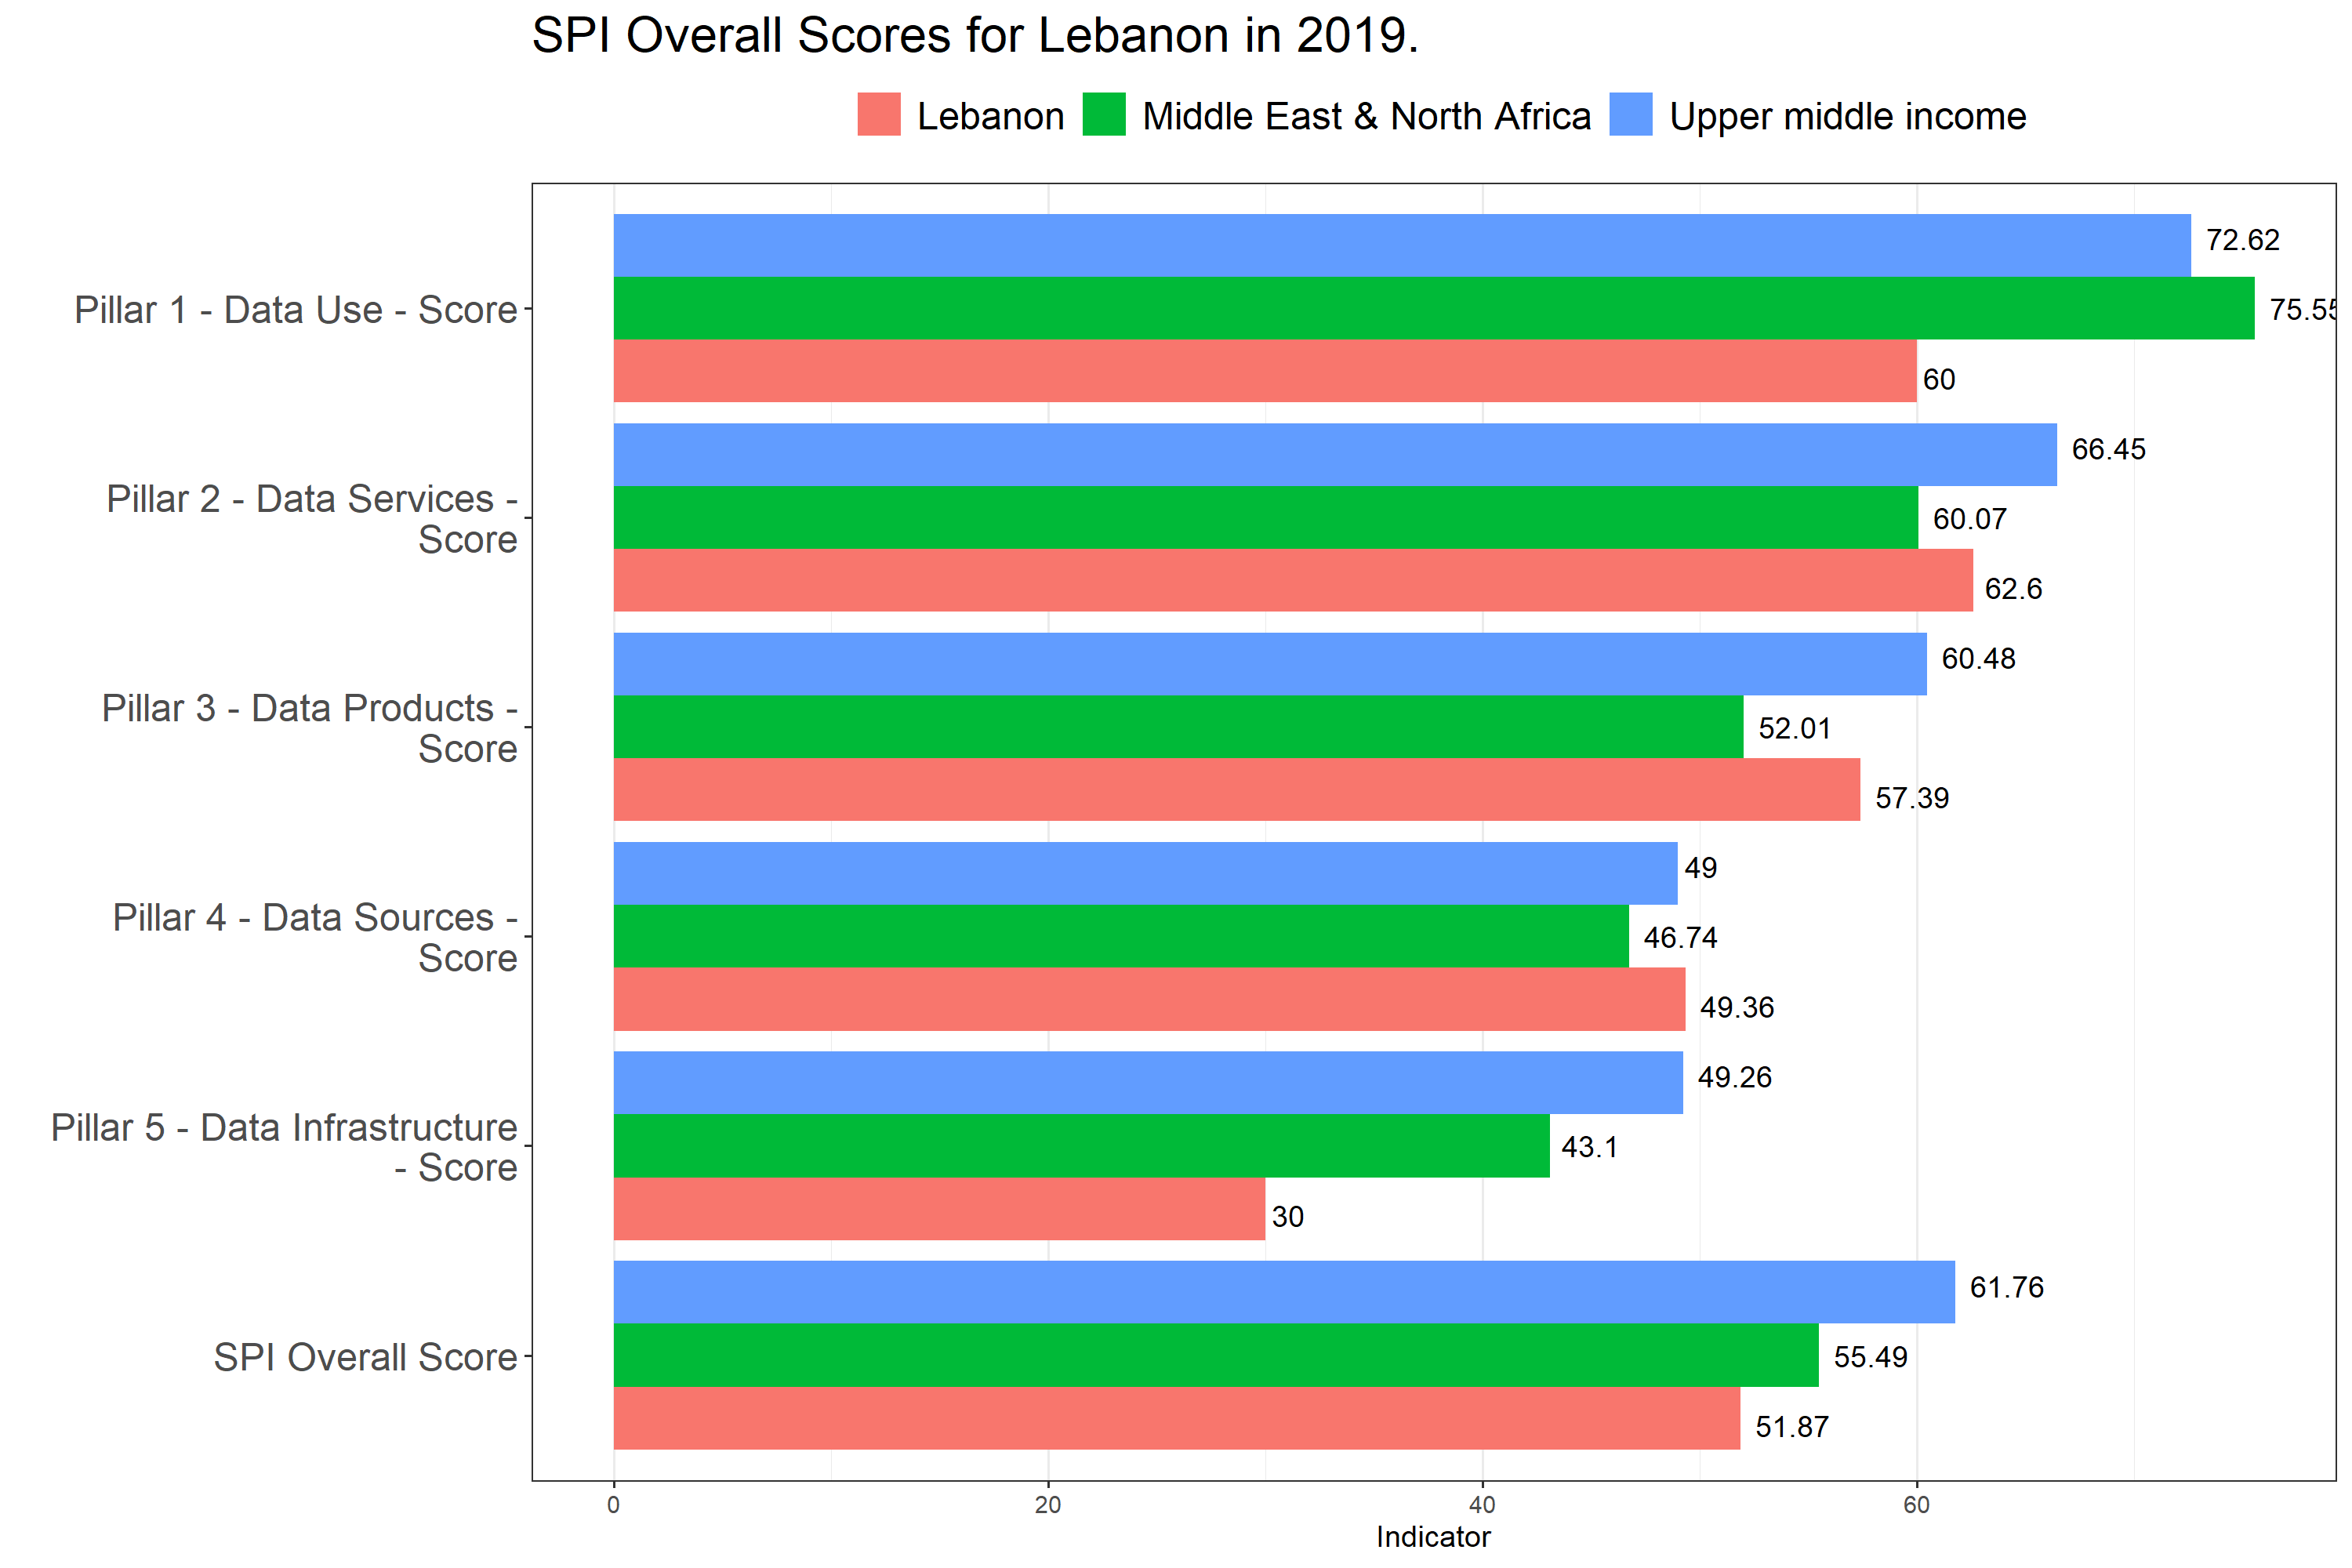 SPI Overall Scores for Lebanon in 2019.
Lebanon Middle East & North Africa Upper middle income
72.62
Pillar 1 - Data Use - Score
75.55
60
66.45
Pillar 2 - Data Services -
Score
60.07
62.6
60.48
Pillar 3 - Data Products -
Score
52.01
57.39
49
Pillar 4 - Data Sources -
Score
46.74
49.36
49.26
Pillar 5 - Data Infrastructure
- Score
43.1
30
61.76
SPI Overall Score
55.49
51.87
0 20 40 60
Indicator